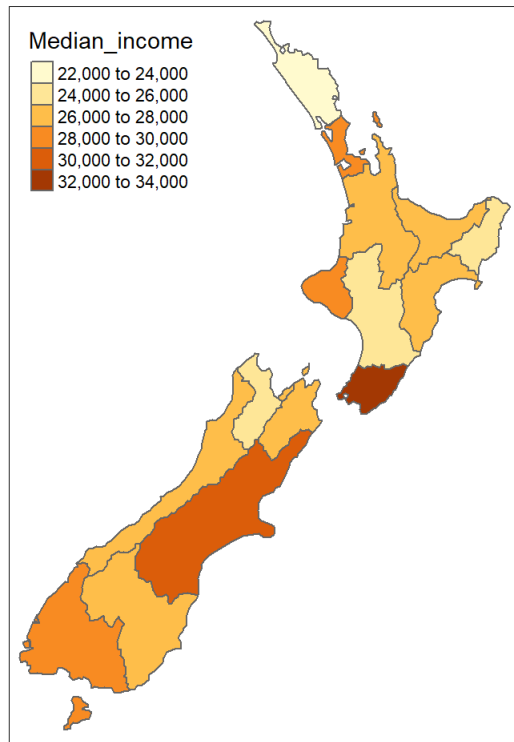 Median_income
22,000 to 24,000
24,000 to 26,000
26,000 to 28,000
28,000 to 30,000
30,000 to 32,000
32,000 to 34,000